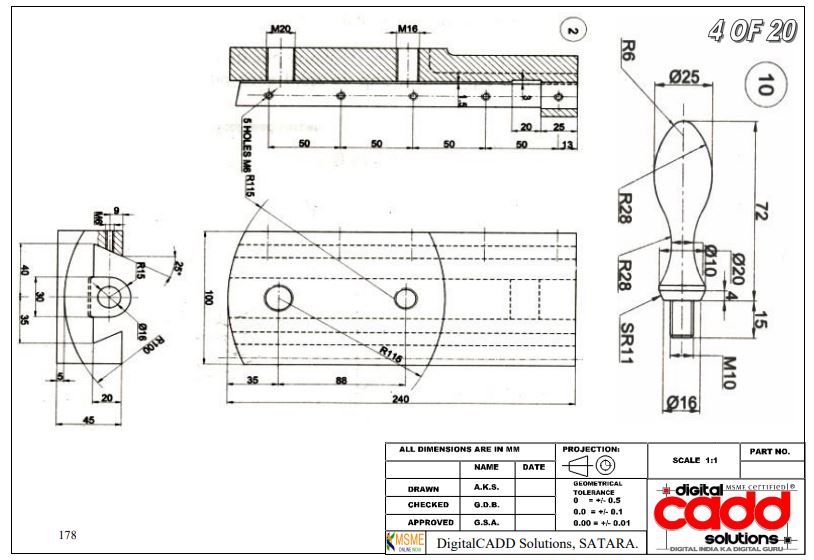 4 OF 20
M20
M16
2
10
R6
Ø25
1.5
3
20
25
50
50
50
50
13
5 HOLES M6
R115
R28
72
R28
Ø10
Ø20
4
15
SR11
M10
Ø16
M6
9
R15
25°
40
30
35
Ø16
R100
5
20
45
100
R115
35
88
240
ALL DIMENSIONS ARE IN MM
PROJECTION:
SCALE 1:1
PART NO.
NAME
DATE
DRAWN
A.K.S.
CHECKED
G.D.B.
APPROVED
G.S.A.
GEOMETRICAL
TOLERANCE
0 = +/- 0.5
0.0 = +/- 0.1
0.00 = +/- 0.01
digital
MSME CERTIFIED ®
cadd
solutions
DIGITAL INDIA KA DIGITAL GURU
MSME
ONLINE NOW
DigitalCADD Solutions, SATARA.
178